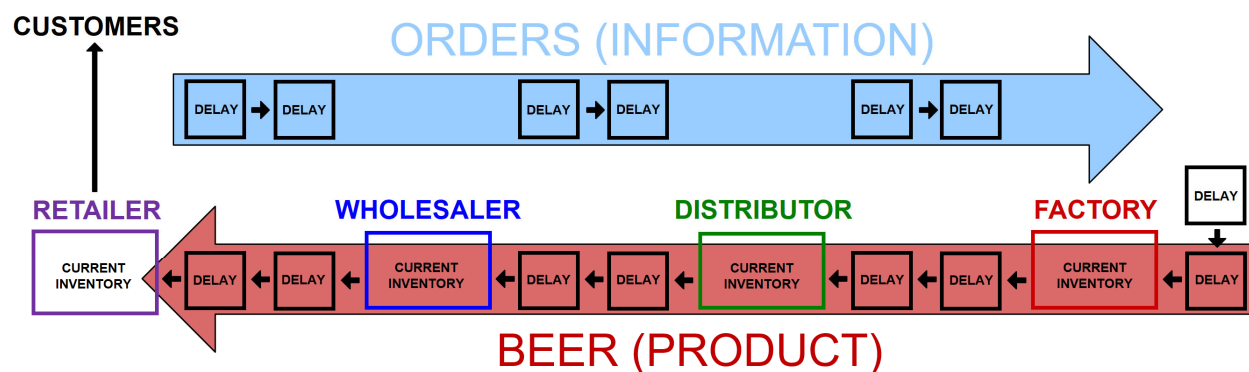 CUSTOMERS
ORDERS (INFORMATION)
DELAY
DELAY
DELAY
DELAY
DELAY
DELAY
RETAILER
WHOLESALER
DISTRIBUTOR
FACTORY
DELAY
CURRENT
INVENTORY
DELAY
DELAY
CURRENT
INVENTORY
DELAY
DELAY
CURRENT
INVENTORY
DELAY
DELAY
CURRENT
INVENTORY
DELAY
BEER (PRODUCT)